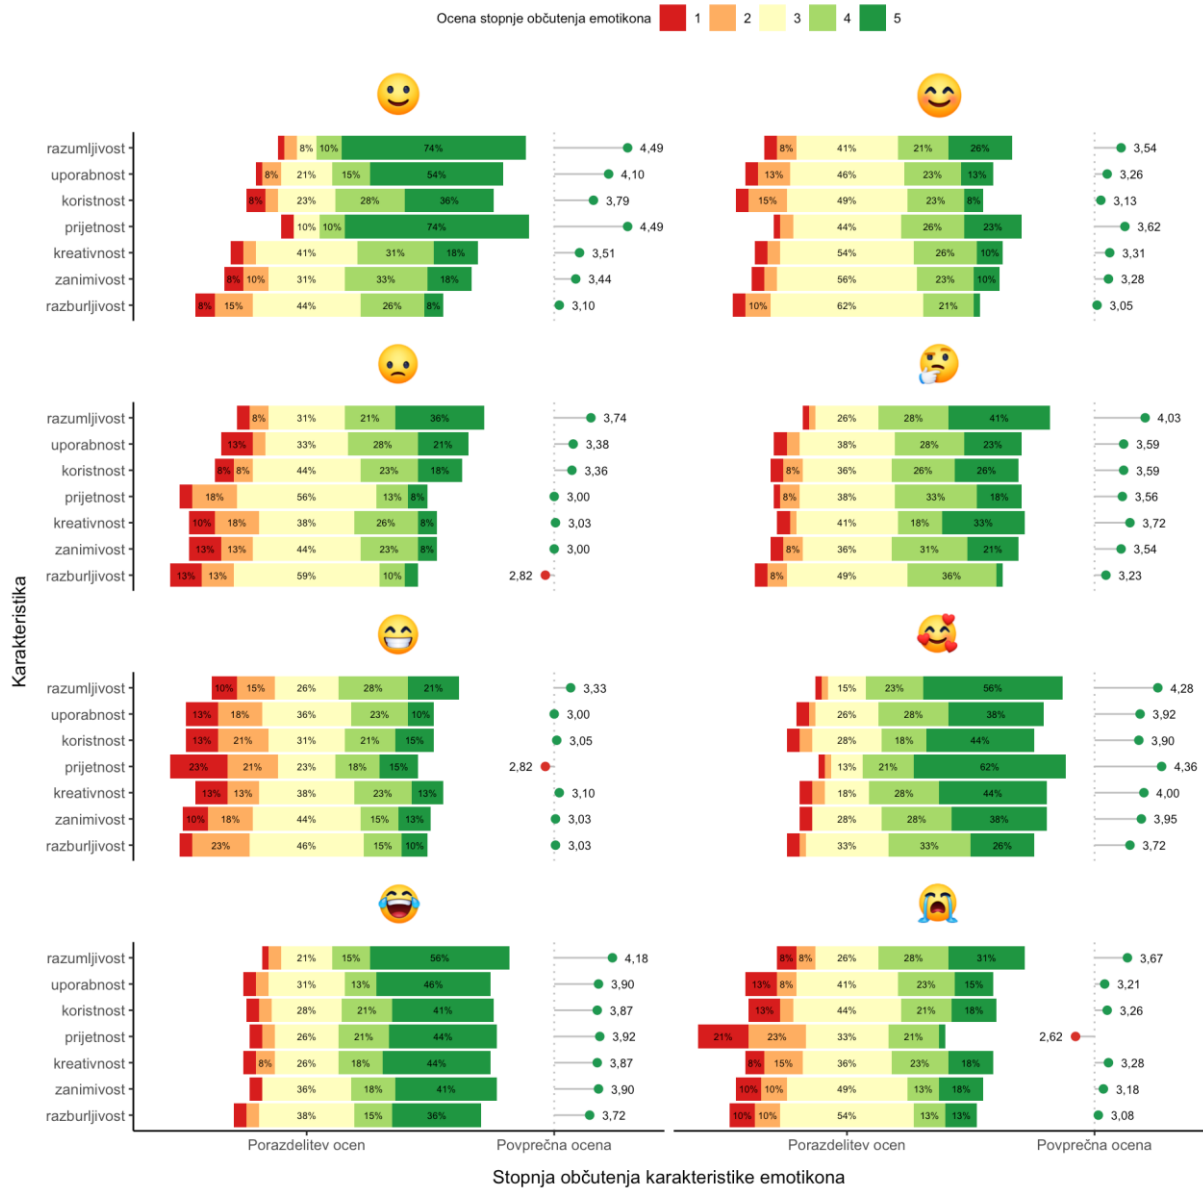 Ocena stopnje občutenja emotikona 1 2 3 4 5
Karakteristika
razumljivost 8% 10% 74% 4,49
uporabnost 8% 21% 15% 54% 4,10
koristnost 8% 23% 28% 36% 3,79
prijetnost 10% 10% 74% 4,49
kreativnost 41% 31% 18% 3,51
zanimivost 8% 10% 31% 33% 18% 3,44
razburljivost 8% 15% 44% 26% 8% 3,10
8% 41% 21% 26% 3,54
13% 46% 23% 13% 3,26
15% 49% 23% 8% 3,13
44% 26% 23% 3,62
54% 26% 10% 3,31
56% 23% 10% 3,28
10% 62% 21% 3,05
razumljivost 8% 31% 21% 36% 3,74
uporabnost 13% 33% 28% 21% 3,38
koristnost 8% 8% 44% 23% 18% 3,36
prijetnost 18% 56% 13% 8% 3,00
kreativnost 10% 18% 38% 26% 8% 3,03
zanimivost 13% 13% 44% 23% 8% 3,00
razburljivost 13% 13% 59% 10% 2,82
26% 28% 41% 4,03
38% 28% 23% 3,59
8% 36% 26% 26% 3,59
8% 38% 33% 18% 3,56
41% 18% 33% 3,72
8% 36% 31% 21% 3,54
8% 49% 36% 3,23
razumljivost 10% 15% 26% 28% 21% 3,33
uporabnost 13% 18% 36% 23% 10% 3,00
koristnost 13% 21% 31% 21% 15% 3,05
prijetnost 23% 21% 23% 18% 15% 2,82
kreativnost 13% 13% 38% 23% 13% 3,10
zanimivost 10% 18% 44% 15% 13% 3,03
razburljivost 23% 46% 15% 10% 3,03
15% 23% 56% 4,28
26% 28% 38% 3,92
28% 18% 44% 3,90
13% 21% 62% 4,36
18% 28% 44% 4,00
28% 28% 38% 3,95
33% 33% 26% 3,72
razumljivost 21% 15% 56% 4,18
uporabnost 31% 13% 46% 3,90
koristnost 28% 21% 41% 3,87
prijetnost 26% 21% 44% 3,92
kreativnost 8% 26% 18% 44% 3,87
zanimivost 36% 18% 41% 3,90
razburljivost 38% 15% 36% 3,72
8% 8% 26% 28% 31% 3,67
13% 8% 41% 23% 15% 3,21
13% 44% 21% 18% 3,26
21% 23% 33% 21% 2,62
8% 15% 36% 23% 18% 3,28
10% 10% 49% 13% 18% 3,18
10% 10% 54% 13% 13% 3,08
Porazdelitev ocen Povprečna ocena Porazdelitev ocen Povprečna ocena
Stopnja občutenja karakteristike emotikona